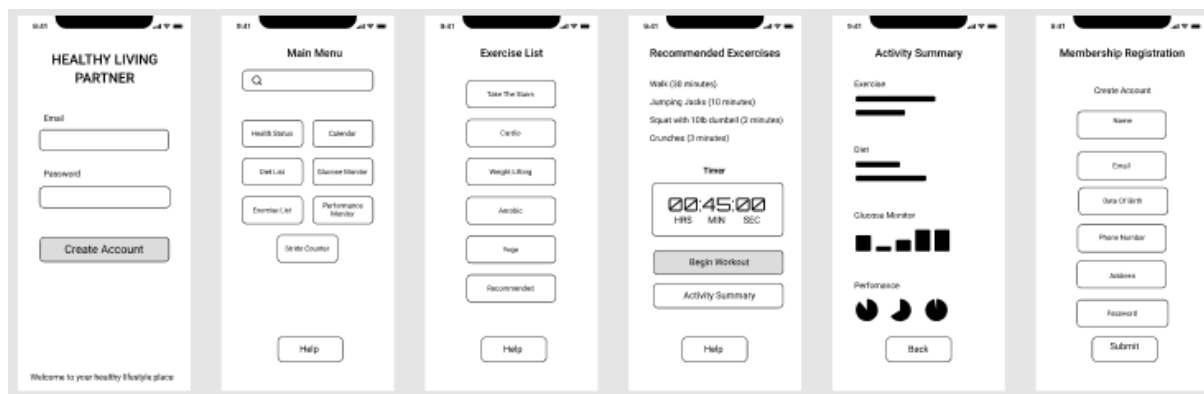 9:41
HEALTHY LIVING
PARTNER
Email
Password
Create Account
Welcome to your healthy lifestyle place
9:41
Main Menu
Health Status
Calendar
Diet List
Glucose Monitor
Exercise List
Performance
Monitor
Stride Counter
Help
9:41
Exercise List
Take The Stairs
Cardio
Weight Lifting
Aerobic
Yoga
Recommended
Help
9:41
Recommended Excercises
Walk (30 minutes)
Jumping Jacks (10 minutes)
Squat with 10lb dumbell (2 minutes)
Crunches (3 minutes)
Timer
00:45:00
HRS MIN SEC
Begin Workout
Activity Summary
Help
9:41
Activity Summary
Exercise
Diet
Glucose Monitor
Perfomance
Back
9:41
Membership Registration
Create Account
Name
Email
Date Of Birth
Phone Number
Address
Password
Submit